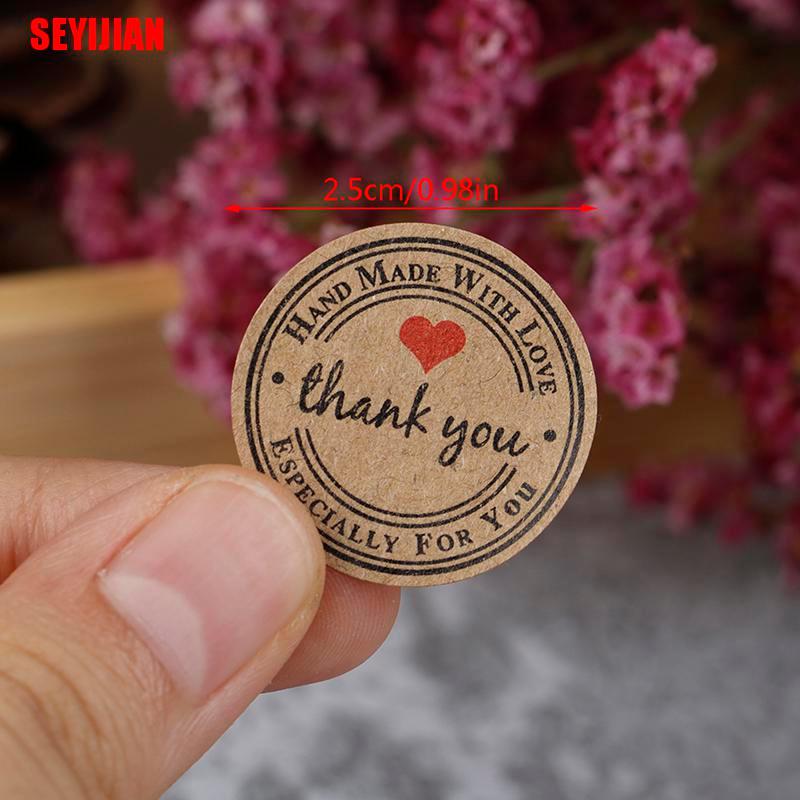 SEYIJIAN
2.5cm/0.98in
HAND MADE WITH LOVE
thank you
ESPECIALLY FOR YOU